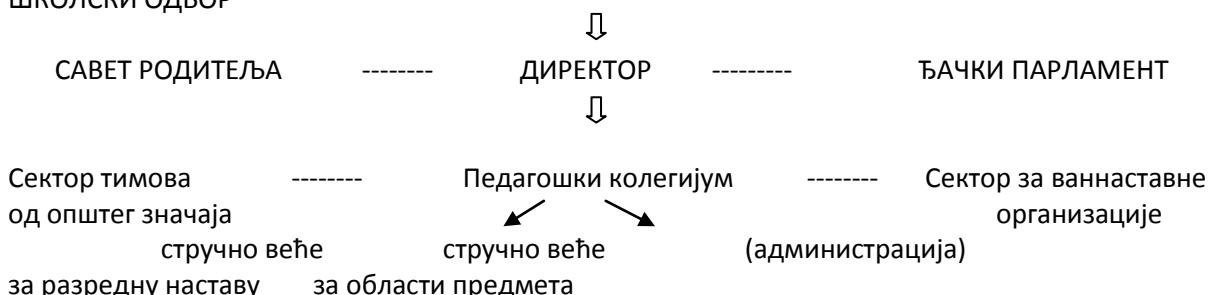 ШКОЛСКИ ОДБОР
САВЕТ РОДИТЕЉА -------- ДИРЕКТОР --------- ЂАЧКИ ПАРЛАМЕНТ
Сектор тимова -------- Педагошки колегијум -------- Сектор за ваннаставне
од општег значаја организације
стручно веће стручно веће (администрација)
за разредну наставу за области предмета